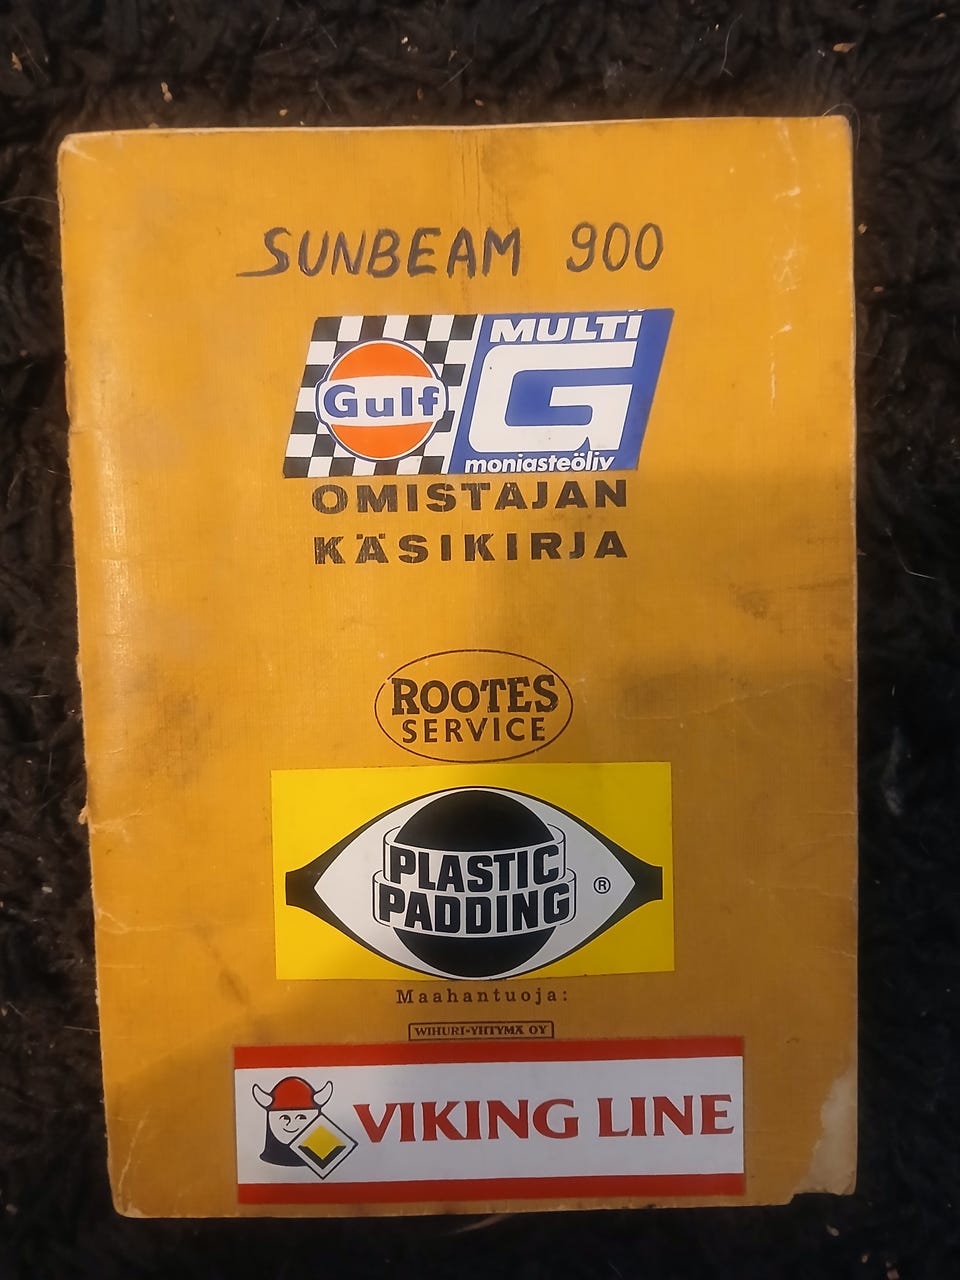 SUNBEAM 900
MULTI
G
Gulf
moniasteöljy
OMISTAJAN
KÄSIKIRJA
ROOTES
SERVICE
PLASTIC
PADDING
®
Maahantuoja:
WIHURI-YHTYMÄ OY
VIKING LINE